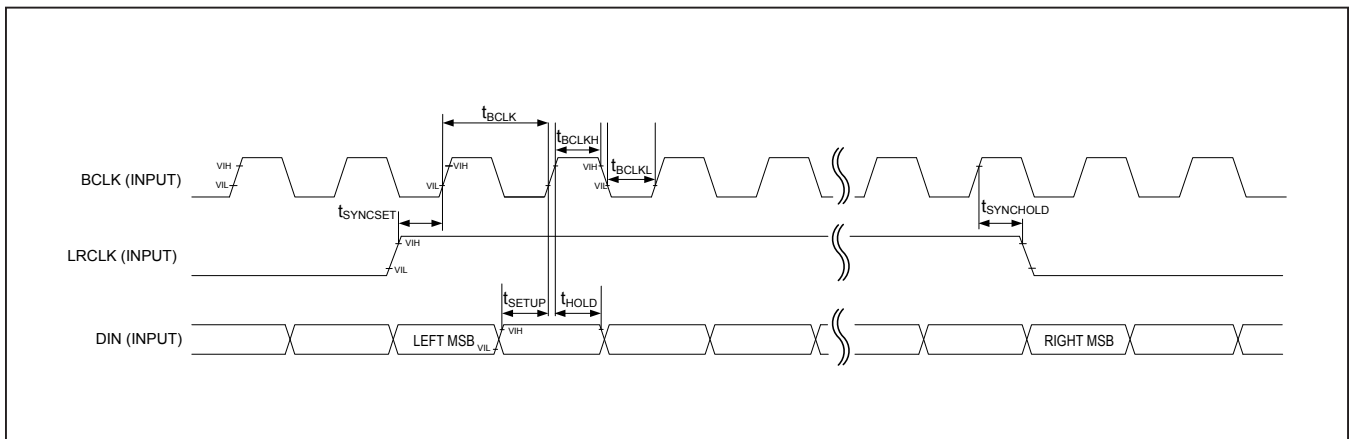 tBCLK
tBCLKH
tBCLKL
VIH
VIL
VIH
VIL
VIH
VIL
BCLK (INPUT)
tSYNCSET
tSYNCHOLD
VIH
VIL
LRCLK (INPUT)
tSETUP
tHOLD
VIH
VIL
DIN (INPUT)
LEFT MSB
RIGHT MSB